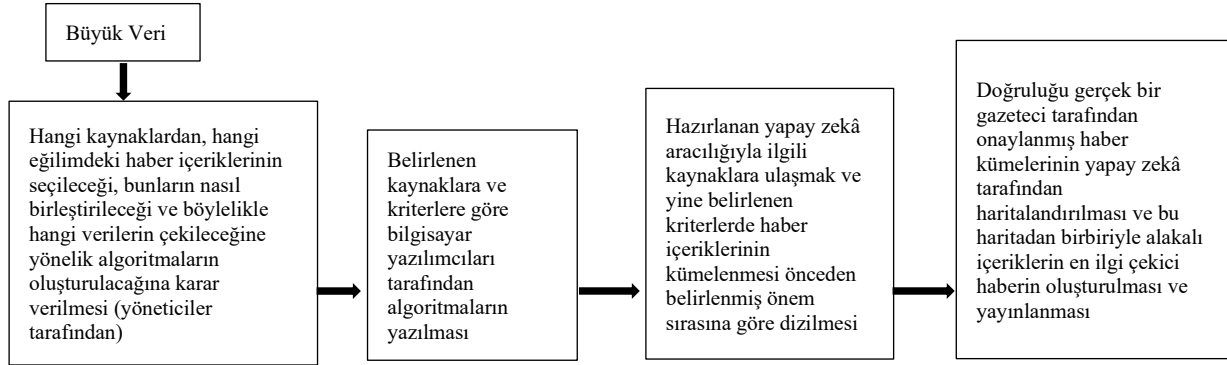 Büyük Veri
Hangi kaynaklardan, hangi
eğilimdeki haber içeriklerinin
seçileceği, bunların nasıl
birleştirileceği ve böylelikle
hangi verilerin çekileceğine
yönelik algoritmaların
oluşturulacağına karar
verilmesi (yöneticiler
tarafından)
Belirlenen
kaynaklara ve
kriterlere göre
bilgisayar
yazılımcıları
tarafından
algoritmaların
yazılması
Hazırlanan yapay zekâ
aracılığıyla ilgili
kaynaklara ulaşmak ve
yine belirlenen
kriterlerde haber
içeriklerinin
kümelenmesi önceden
belirlenmiş önem
sırasına göre dizilmesi
Doğruluğu gerçek bir
gazeteci tarafından
onaylanmış haber
kümelerinin yapay zekâ
tarafından
haritalandırılması ve bu
haritadan birbiriyle alakalı
içeriklerin en ilgi çekici
haberin oluşturulması ve
yayınlanması